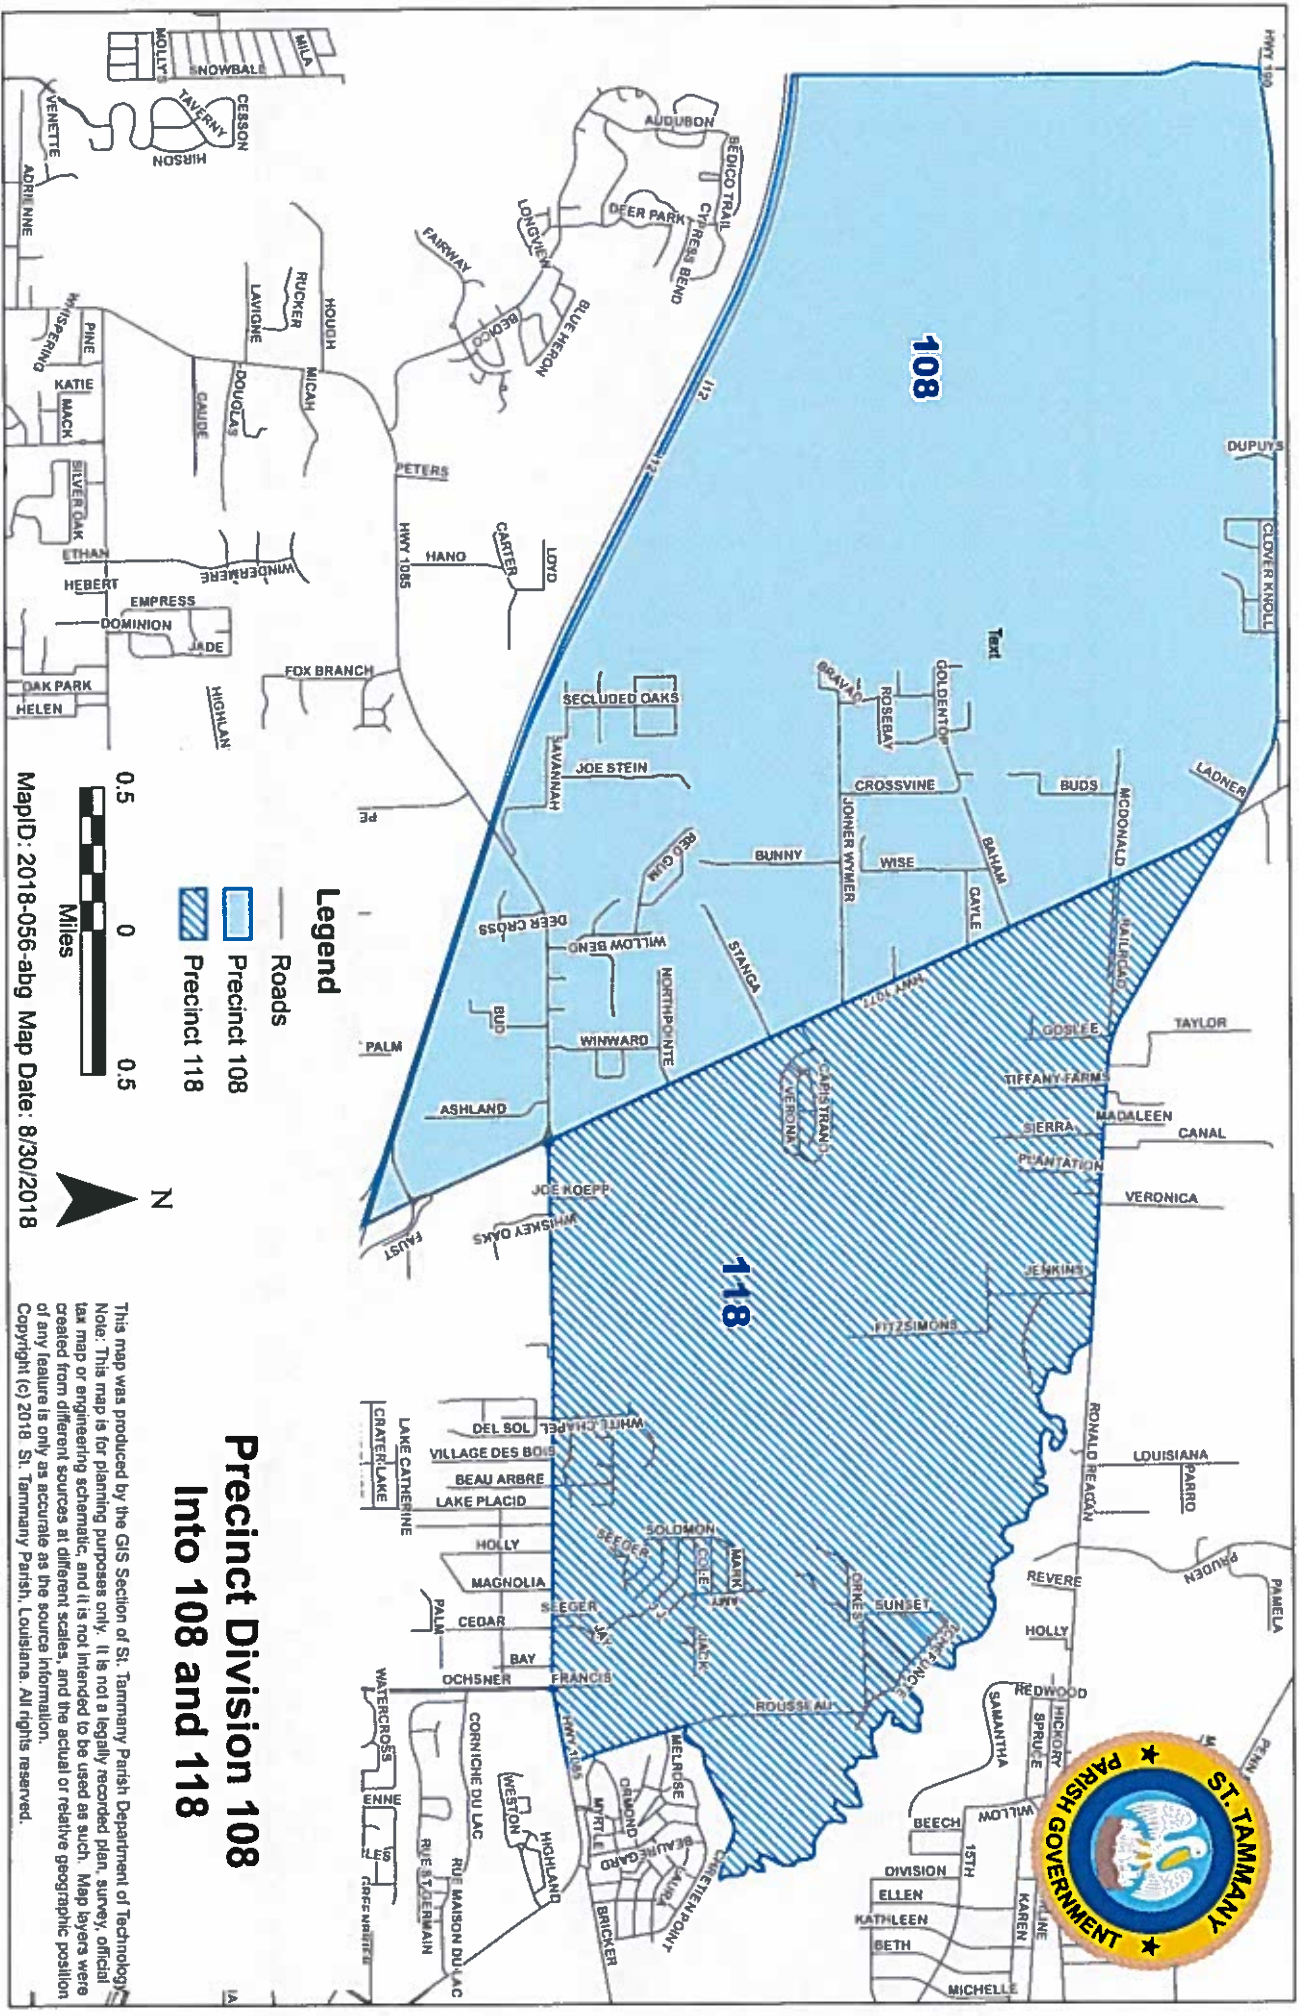 HWY 190
108
DUPUYS
CLOVER KNOLL
Text
LADNER
BRAVAD
ROSEBAY
GOLDENTOP
CROSSVINE
BUDS
MCDONALD
JOINER WYMER
BUNNY
WISE
BAHAM
GAYLE
RAILROAD
HWY 1077
SECLUDED OAKS
SAVANNAH
JOE STEIN
RED GUM
WILLOW BEND
DEER CROSS
STANGA
NORTHPOINTE
BUD
WINWARD
ASHLAND
I12
I12
GOSLEE
TAYLOR
TIFFANY FARMS
MADALEEN
SIERRA
CANAL
PLANTATION
VERONICA
CAPISTRANO
VERONA
JOE KOEPP
WHISKEY OAKS
FAUST
118
JENKINS
FITZSIMONS
RONALD REAGAN
LOUISIANA
PARRO
PRUDEN
PAMELA
REVERE
HOLLY
WHITE CHAPEL
DEL SOL
VILLAGE DES BOIS
BEAU ARBRE
LAKE PLACID
LAKE CATHERINE
CRATER LAKE
HOLLY
MAGNOLIA
CEDAR
PALM
BAY
OCHSNER
SEEGER
SOLOMON
COLE
MARK
AMY
SEEGER
JAY
JACK
FRANCIS
SUNSET
ROUSSEAU
HWY 1085
MELROSE
ORMOND
MYRTLE
BEAUREGARD
LAURA
CHRETIEN POINT
BRICKER
WATERCROSS
CORNICHE DU LAC
WESTON
HIGHLAND
RUE ST GERMAIN
RUE MAISON DU LAC
ENNE
REDWOOD
SAMANTHA
SPRUCE
HICKORY
WILLOW
BEECH
15TH
DIVISION
ELLEN
KATHLEEN
KAREN
BETH
MICHELLE
MILA
SNOWBALL
MOLLY'S
CESSON
TAVERNY
HIRSON
VENETTE
ADRIENNE
AUDUBON
BEDICO TRAIL
DEER PARK
CYPRESS BEND
LONGVIEW
FAIRWAY
BLUE HERON
BEDICO
HOUGH
RUCKER
LAVIGNE
WHISPERING
PINE
KATIE
MACK
MICAH
DOUGLAS
GAUDE
SILVER OAK
PETERS
HWY 1085
HANO
CARTER
LOYD
ETHAN
WINDERMERE
HEBERT
EMPRESS
DOMINION
JADE
FOX BRANCH
OAK PARK
HELEN
HIGHLAN
PE
PALM
Legend
Roads
Precinct 108
Precinct 118
0.5 0 0.5
Miles
MapID: 2018-056-abg Map Date: 8/30/2018
N
Precinct Division 108
Into 108 and 118
This map was produced by the GIS Section of St. Tammany Parish Department of Technology
Note: This map is for planning purposes only. It is not a legally recorded plan, survey, official
tax map or engineering schematic, and it is not intended to be used as such. Map layers were
created from different sources at different scales, and the actual or relative geographic position
of any feature is only as accurate as the source information.
Copyright (c) 2018. St. Tammany Parish, Louisiana. All rights reserved.
ST. TAMMANY
PARISH GOVERNMENT